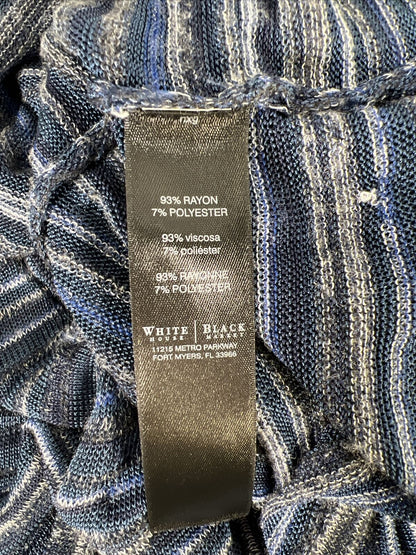 93% RAYON
7% POLYESTER
93% viscosa
7% poliéster
93% RAYONNE
7% POLYESTER
WHITE HOUSE | BLACK MARKET
11215 METRO PARKWAY
FORT MYERS, FL 33966